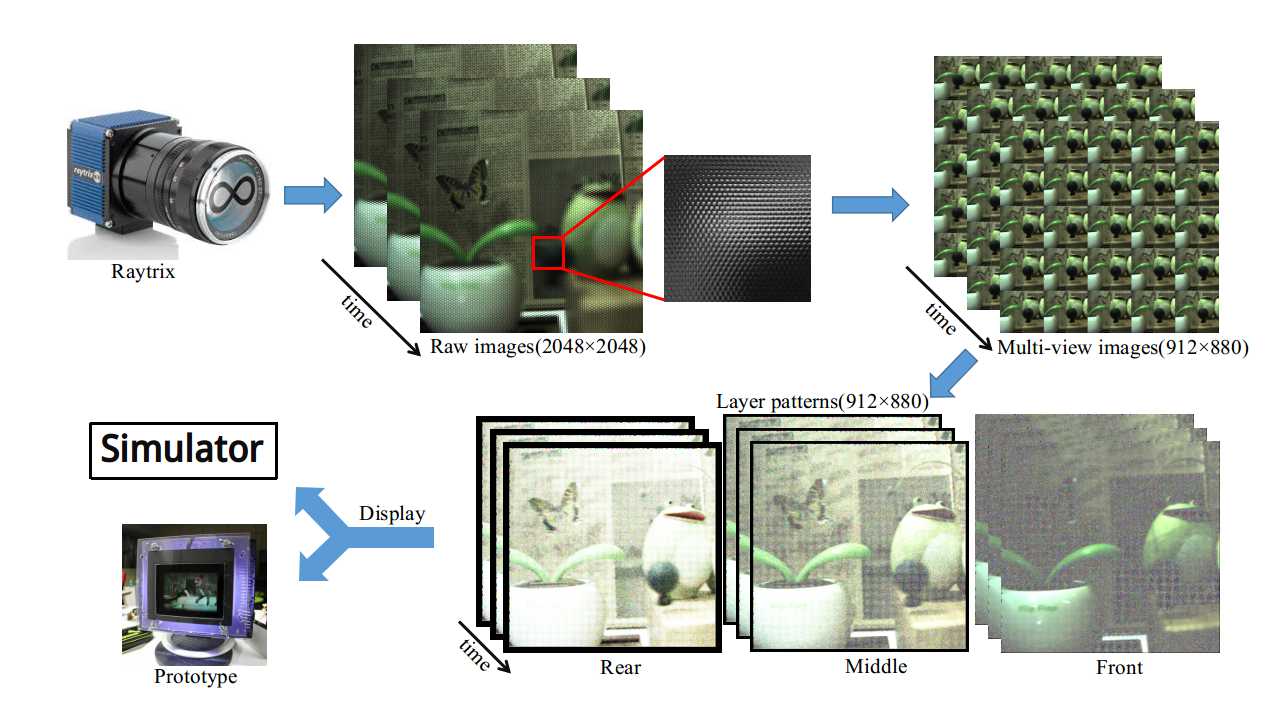 raytrix
Raytrix
time
Raw images(2048×2048)
time
Multi-view images(912×880)
Layer patterns(912×880)
Simulator
Display
Prototype
time
Rear
Middle
Front